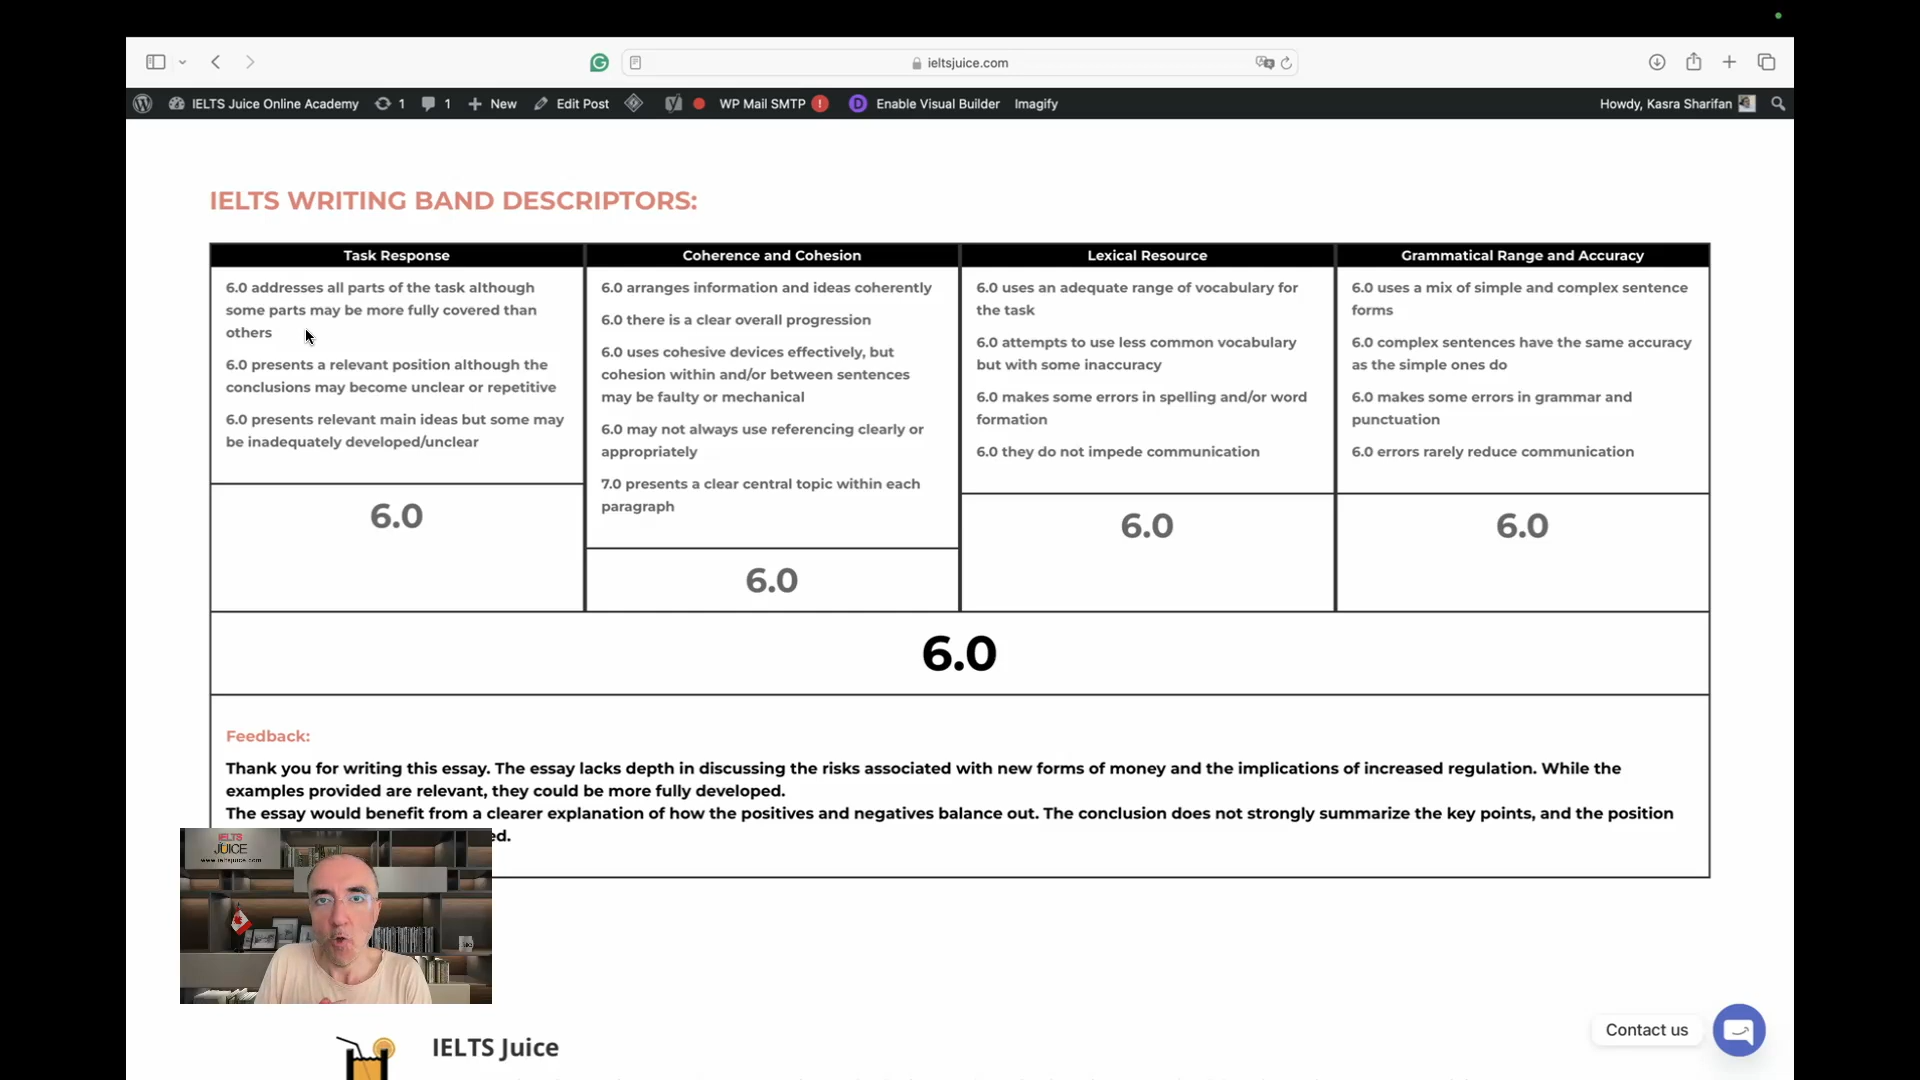 ieltsjuice.com
IELTS Juice Online Academy 1 1 New Edit Post WP Mail SMTP ! D Enable Visual Builder Imagify Howdy, Kasra Sharifan
IELTS WRITING BAND DESCRIPTORS:
Task Response
6.0 addresses all parts of the task although
some parts may be more fully covered than
others
6.0 presents a relevant position although the
conclusions may become unclear or repetitive
6.0 presents relevant main ideas but some may
be inadequately developed/unclear
6.0
Coherence and Cohesion
6.0 arranges information and ideas coherently
6.0 there is a clear overall progression
6.0 uses cohesive devices effectively, but
cohesion within and/or between sentences
may be faulty or mechanical
6.0 may not always use referencing clearly or
appropriately
7.0 presents a clear central topic within each
paragraph
6.0
Lexical Resource
6.0 uses an adequate range of vocabulary for
the task
6.0 attempts to use less common vocabulary
but with some inaccuracy
6.0 makes some errors in spelling and/or word
formation
6.0 they do not impede communication
6.0
Grammatical Range and Accuracy
6.0 uses a mix of simple and complex sentence
forms
6.0 complex sentences have the same accuracy
as the simple ones do
6.0 makes some errors in grammar and
punctuation
6.0 errors rarely reduce communication
6.0
6.0
Feedback:
Thank you for writing this essay. The essay lacks depth in discussing the risks associated with new forms of money and the implications of increased regulation. While the
examples provided are relevant, they could be more fully developed.
The essay would benefit from a clearer explanation of how the positives and negatives balance out. The conclusion does not strongly summarize the key points, and the position
ed.
IELTS
JUICE
www.ieltsjuice.com
Contact us
IELTS Juice